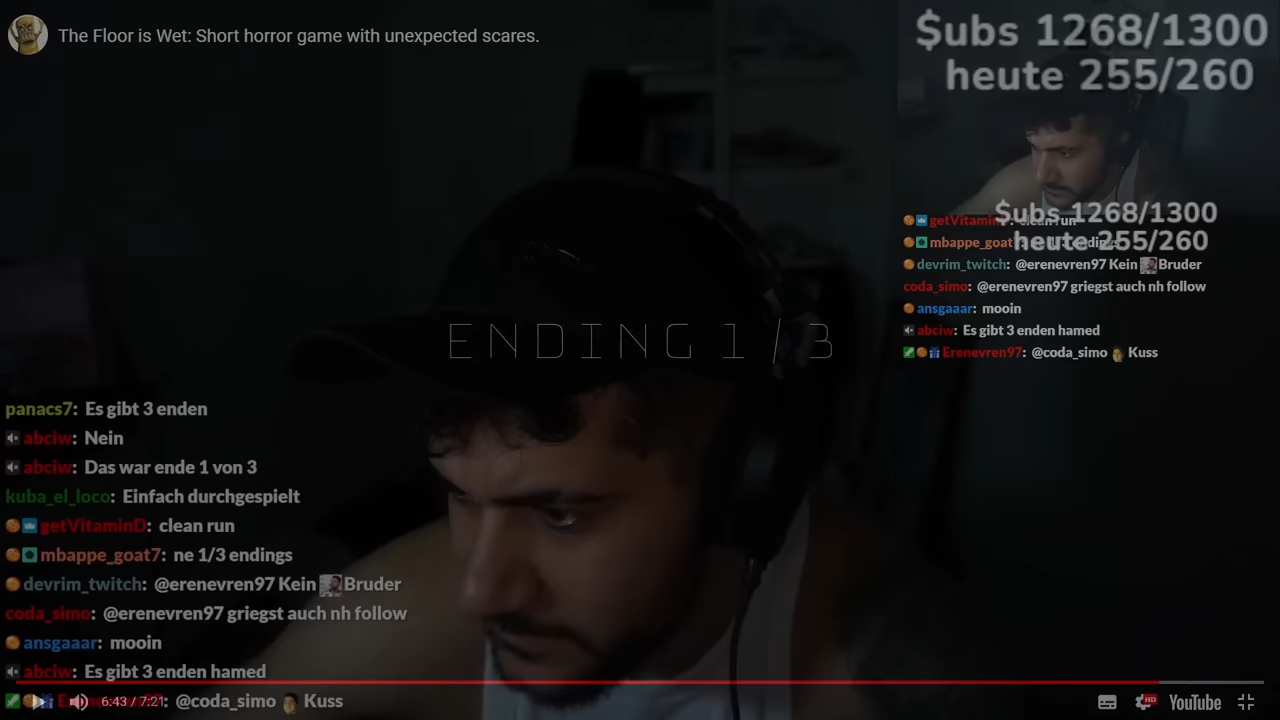 The Floor is Wet: Short horror game with unexpected scares.
$ubs 1268/1300
heute 255/260
$ubs 1268/1300
heute 255/260
getVitamin : clean run
mbappe_goat
devrim_twitch: @erenevren97 Kein Bruder
coda_simo: @erenevren97 griegst auch nh follow
ansgaaar: mooin
abciw: Es gibt 3 enden hamed
Erenevren97: @coda_simo Kuss
ENDING 1 / 3
panacs7: Es gibt 3 enden
abciw: Nein
abciw: Das war ende 1 von 3
kuba_el_loco: Einfach durchgespielt
getVitaminD: clean run
mbappe_goat7: ne 1/3 endings
devrim_twitch: @erenevren97 Kein Bruder
coda_simo: @erenevren97 griegst auch nh follow
ansgaaar: mooin
abciw: Es gibt 3 enden hamed
: @coda_simo Kuss
6:43 / 7:21
HD
YouTube